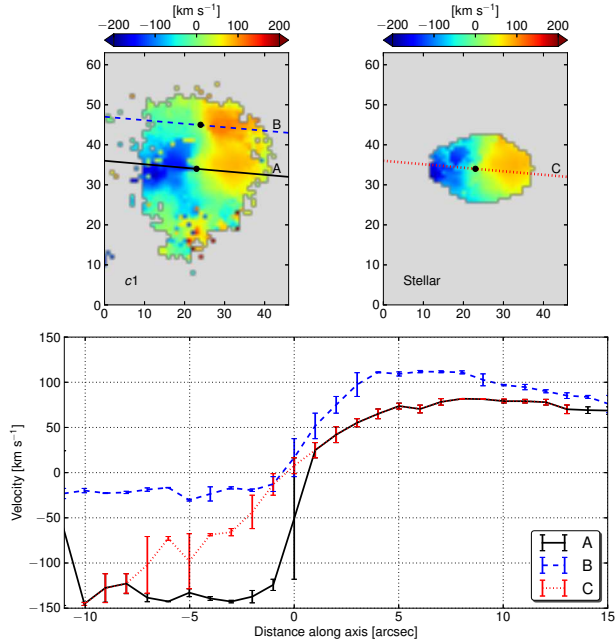 [km s⁻¹]
−200 −100 0 100 200
60
50
40
30
20
10
0
B
A
c1
0 10 20 30 40
[km s⁻¹]
−200 −100 0 100 200
60
50
40
30
20
10
0
C
Stellar
0 10 20 30 40
Velocity [km s⁻¹]
150
100
50
0
−50
−100
−150
−10 −5 0 5 10 15
Distance along axis [arcsec]
A
B
C